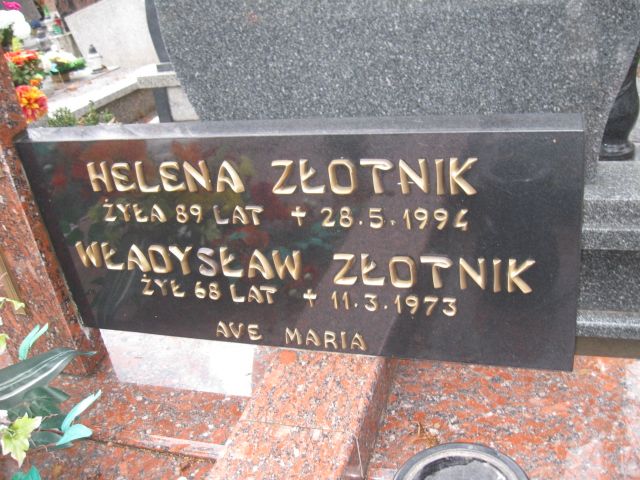 HELENA ZŁOTNIK
ŻYŁA 89 LAT + 28.5.1994
WŁADYSŁAW ZŁOTNIK
ŻYŁ 68 LAT + 11.3.1973
AVE MARIA